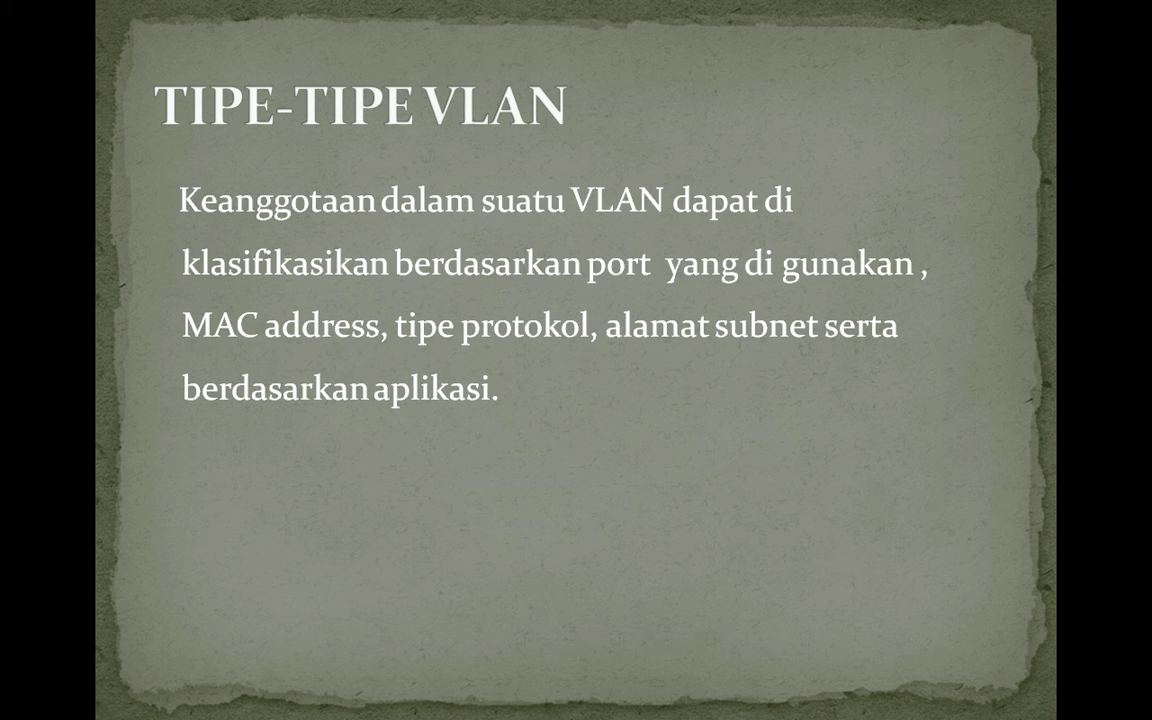 TIPE-TIPE VLAN
Keanggotaan dalam suatu VLAN dapat di
klasifikasikan berdasarkan port yang di gunakan ,
MAC address, tipe protokol, alamat subnet serta
berdasarkan aplikasi.